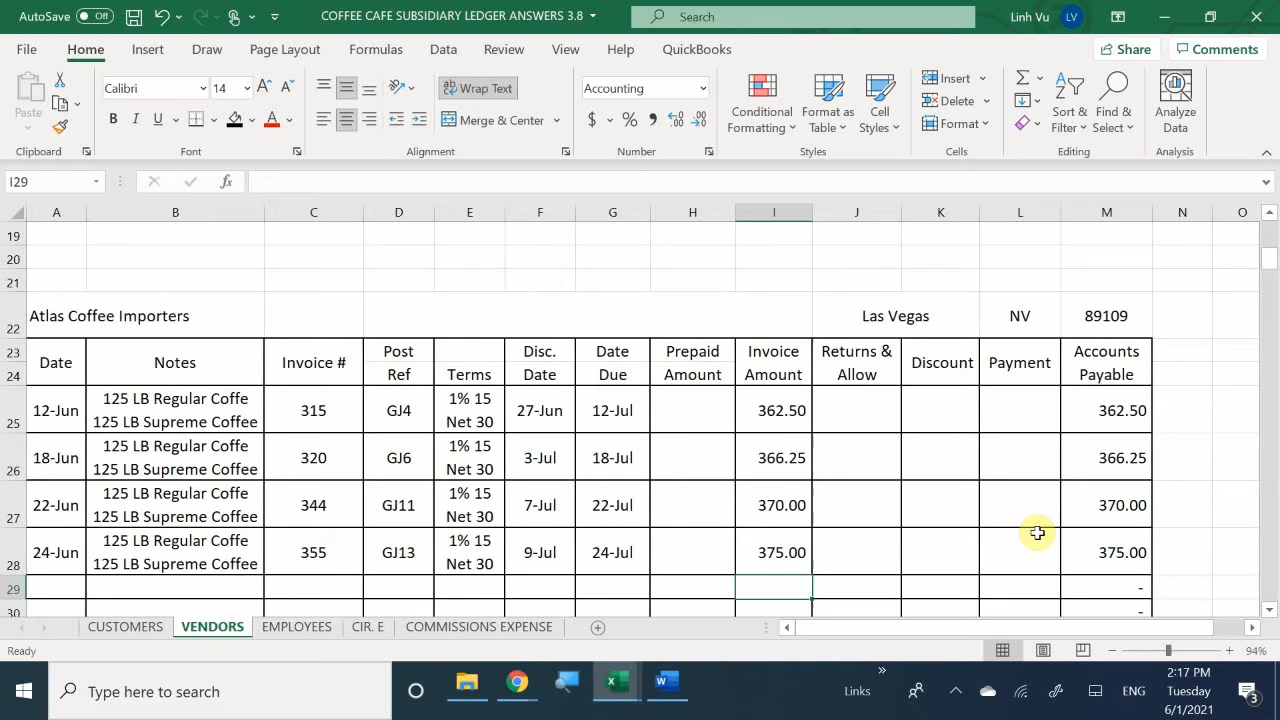 AutoSave Off COFFEE CAFE SUBSIDIARY LEDGER ANSWERS 3.8 Search Linh Vu LV
File Home Insert Draw Page Layout Formulas Data Review View Help QuickBooks Share Comments
Paste Calibri 14 A A Wrap Text Accounting Insert
B I U A Merge & Center $ % Delete
Conditional Formatting Format as Table Cell Styles Format Sort & Filter Find & Select Analyze Data
Clipboard Font Alignment Number Styles Cells Editing Analysis
I29 fx
A B C D E F G H I J K L M N O
19
20
21
22 Atlas Coffee Importers Las Vegas NV 89109
23 Post Disc. Date Prepaid Invoice Returns & Accounts
Date Notes Invoice # Discount Payment
24 Ref Terms Date Due Amount Amount Allow Payable
125 LB Regular Coffe 1% 15
12-Jun 315 GJ4 27-Jun 12-Jul 362.50 362.50
25 125 LB Supreme Coffee Net 30
125 LB Regular Coffe 1% 15
18-Jun 320 GJ6 3-Jul 18-Jul 366.25 366.25
26 125 LB Supreme Coffee Net 30
125 LB Regular Coffe 1% 15
22-Jun 344 GJ11 7-Jul 22-Jul 370.00 370.00
27 125 LB Supreme Coffee Net 30
125 LB Regular Coffe 1% 15
24-Jun 355 GJ13 9-Jul 24-Jul 375.00 375.00
28 125 LB Supreme Coffee Net 30
29 -
30 -
CUSTOMERS VENDORS EMPLOYEES CIR. E COMMISSIONS EXPENSE
Ready 94%
2:17 PM
Type here to search Links ENG Tuesday 3
6/1/2021